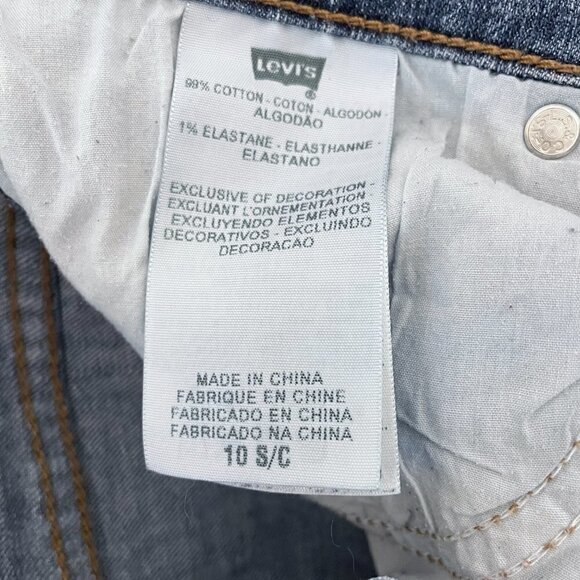 Levi's
®
99% COTTON - COTON - ALGODÓN -
ALGODÃO
1% ELASTANE - ELASTHANNE -
ELASTANO
EXCLUSIVE OF DECORATION -
EXCLUANT L'ORNEMENTATION -
EXCLUYENDO ELEMENTOS
DECORATIVOS - EXCLUINDO
DECORACAO
MADE IN CHINA
FABRIQUE EN CHINE
FABRICADO EN CHINA
FABRICADO NA CHINA
10 S/C